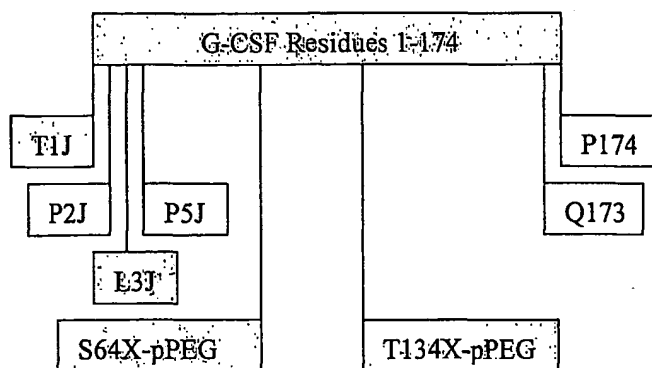 G-CSF Residues 1-174
T1J
P174
P2J
P5J
Q173
L3J
S64X-pPEG
T134X-pPEG